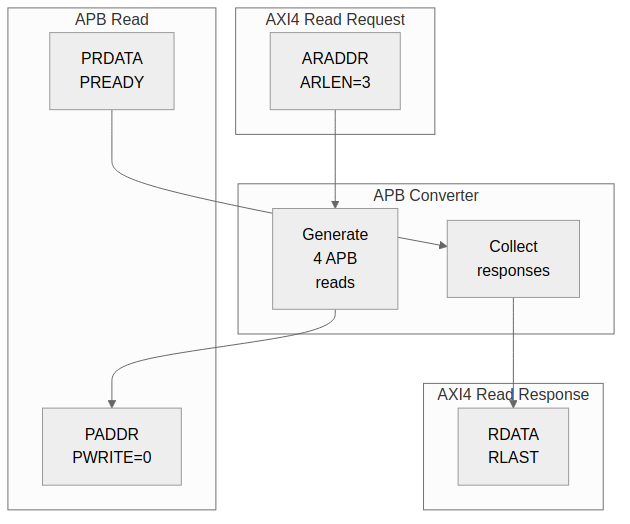 APB Read
PRDATA
PREADY
AXI4 Read Request
ARADDR
ARLEN=3
APB Converter
Generate
4 APB
reads
Collect
responses
PADDR
PWRITE=0
AXI4 Read Response
RDATA
RLAST